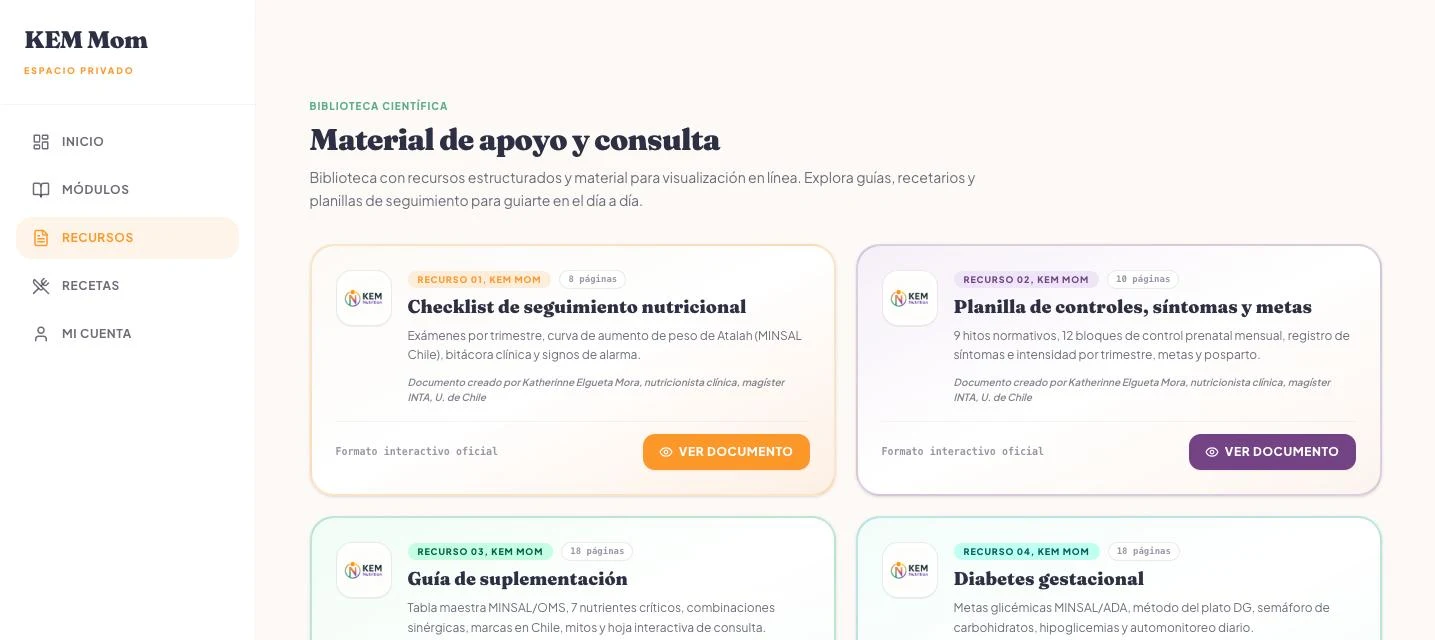 KEM Mom
ESPACIO PRIVADO
INICIO
MÓDULOS
RECURSOS
RECETAS
MI CUENTA
BIBLIOTECA CIENTÍFICA
Material de apoyo y consulta
Biblioteca con recursos estructurados y material para visualización en línea. Explora guías, recetarios y
planillas de seguimiento para guiarte en el día a día.
KEM
Nutrition
RECURSO 01, KEM MOM
8 páginas
Checklist de seguimiento nutricional
Exámenes por trimestre, curva de aumento de peso de Atalah (MINSAL
Chile), bitácora clínica y signos de alarma.
Documento creado por Katherinne Elgueta Mora, nutricionista clínica, magíster
INTA, U. de Chile
Formato interactivo oficial
VER DOCUMENTO
KEM
Nutrition
RECURSO 02, KEM MOM
10 páginas
Planilla de controles, síntomas y metas
9 hitos normativos, 12 bloques de control prenatal mensual, registro de
síntomas e intensidad por trimestre, metas y posparto.
Documento creado por Katherinne Elgueta Mora, nutricionista clínica, magíster
INTA, U. de Chile
Formato interactivo oficial
VER DOCUMENTO
KEM
Nutrition
RECURSO 03, KEM MOM
18 páginas
Guía de suplementación
Tabla maestra MINSAL/OMS, 7 nutrientes críticos, combinaciones
sinérgicas, marcas en Chile, mitos y hoja interactiva de consulta.
KEM
Nutrition
RECURSO 04, KEM MOM
18 páginas
Diabetes gestacional
Metas glicémicas MINSAL/ADA, método del plato DG, semáforo de
carbohidratos, hipoglicemias y automonitoreo diario.